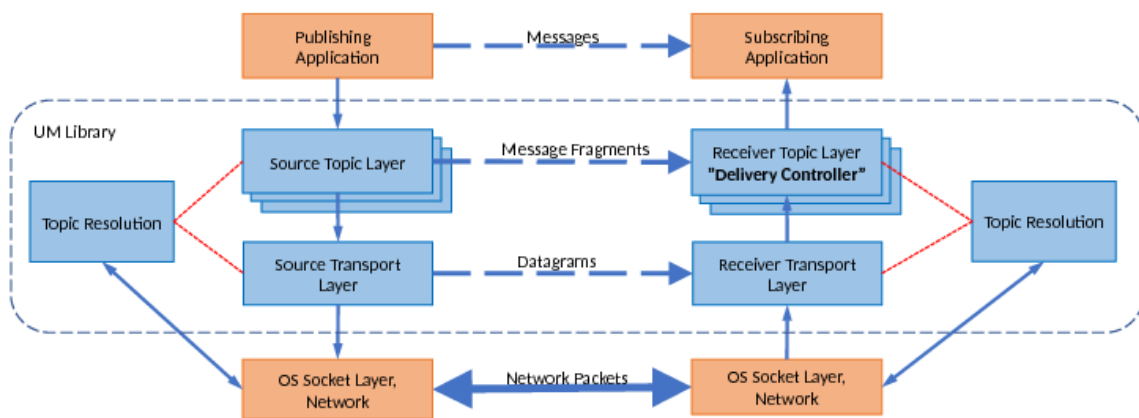 Publishing
Application
Messages
Subscribing
Application
UM Library
Source Topic Layer
Message Fragments
Receiver Topic Layer
"Delivery Controller”
Topic Resolution
Topic Resolution
Source Transport
Layer
Datagrams
Receiver Transport
Layer
OS Socket Layer,
Network
Network Packets
OS Socket Layer,
Network